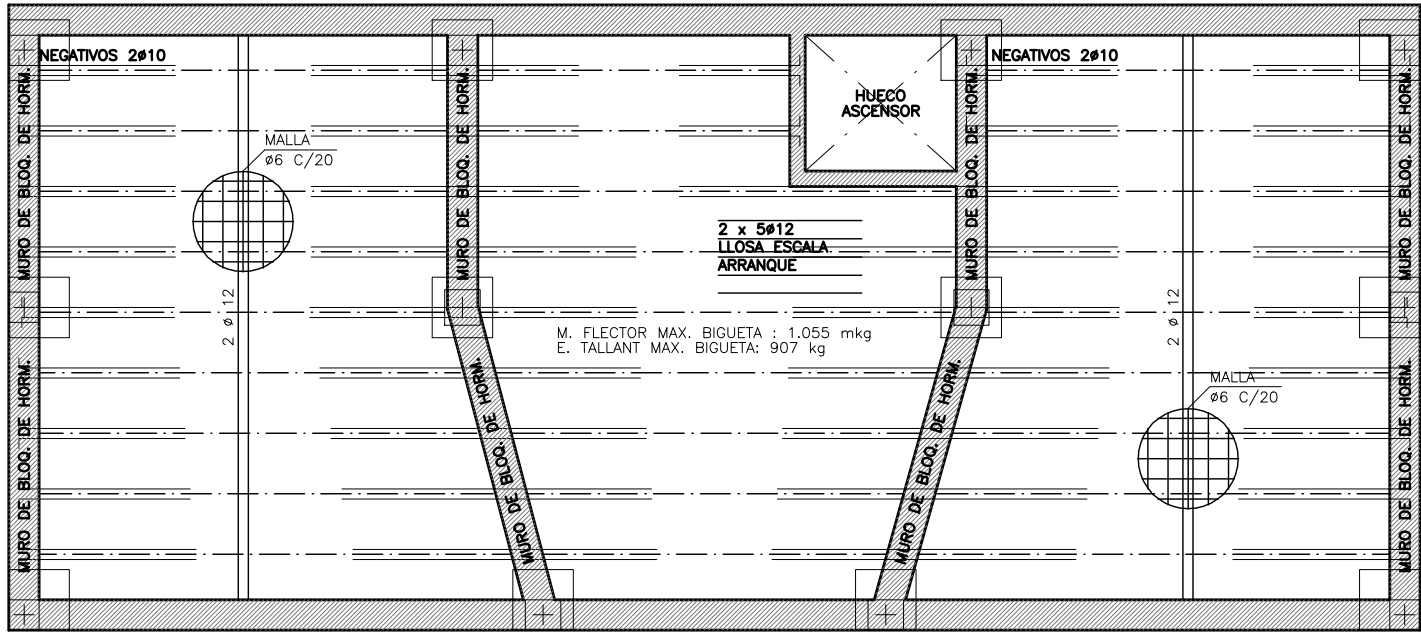 NEGATIVOS 2ø10
NEGATIVOS 2ø10
HUECO
ASCENSOR
MALLA
ø6 C/20
MURO DE BLOQ. DE HORM.
MURO DE BLOQ. DE HORM.
MURO DE BLOQ. DE HORM.
MURO DE BLOQ. DE HORM.
2 x 5ø12
LLOSA ESCALA
ARRANQUE
2 ø 12
2 ø 12
M. FLECTOR MAX. BIGUETA : 1.055 mkg
E. TALLANT MAX. BIGUETA: 907 kg
MALLA
ø6 C/20
MURO DE BLOQ. DE HORM.
MURO DE BLOQ. DE HORM.
MURO DE BLOQ. DE HORM.
MURO DE BLOQ. DE HORM.